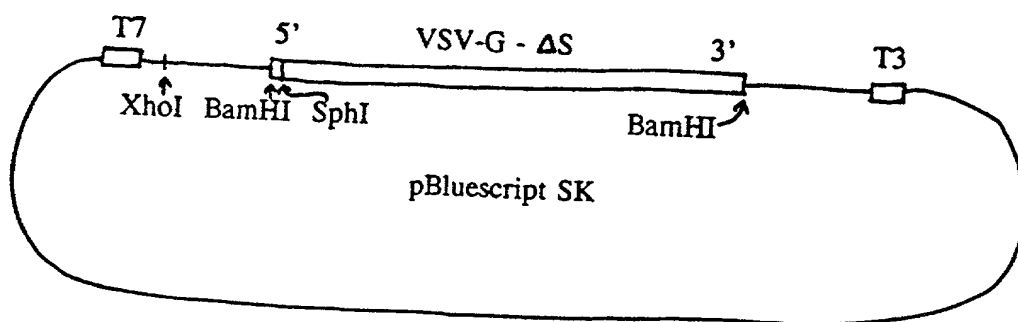 T7 5’ VSV-G - ΔS 3’ T3
XhoI BamHI SphI BamHI
pBluescript SK